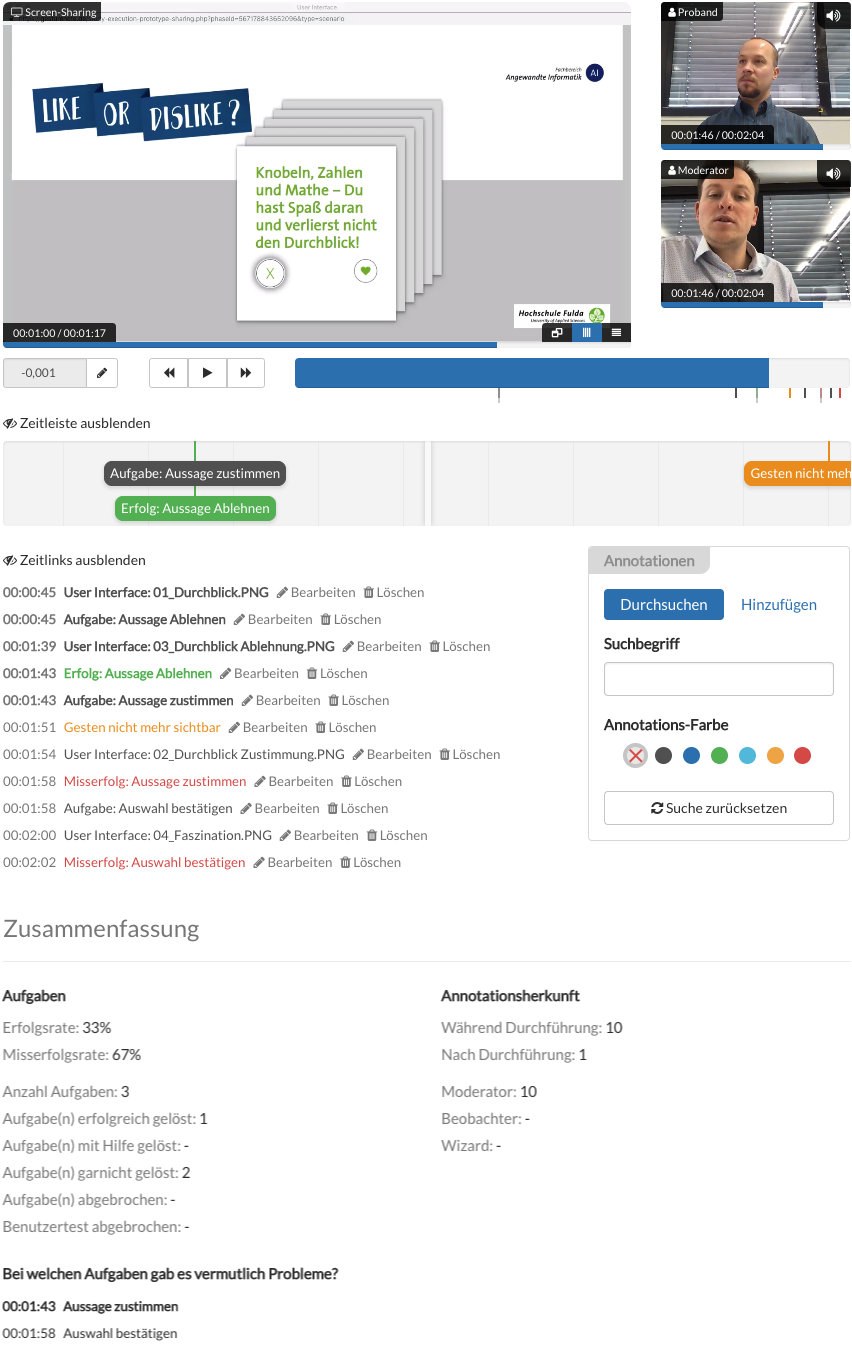 Screen-Sharing
User Interface
y-execution-prototype-sharing.php?phaseId=567178843652096&type=scenario
LIKE OR DISLIKE?
Fachbereich
Angewandte Informatik
AI
Knobeln, Zahlen
und Mathe – Du
hast Spaß daran
und verlierst nicht
den Durchblick!
X
Hochschule Fulda
University of Applied Sciences
00:01:00 / 00:01:17
Proband
00:01:46 / 00:02:04
Moderator
00:01:46 / 00:02:04
-0,001
Zeitleiste ausblenden
Aufgabe: Aussage zustimmen
Erfolg: Aussage Ablehnen
Gesten nicht meh
Zeitlinks ausblenden
00:00:45 User Interface: 01_Durchblick.PNG Bearbeiten Löschen
00:00:45 Aufgabe: Aussage Ablehnen Bearbeiten Löschen
00:01:39 User Interface: 03_Durchblick Ablehnung.PNG Bearbeiten Löschen
00:01:43 Erfolg: Aussage Ablehnen Bearbeiten Löschen
00:01:43 Aufgabe: Aussage zustimmen Bearbeiten Löschen
00:01:51 Gesten nicht mehr sichtbar Bearbeiten Löschen
00:01:54 User Interface: 02_Durchblick Zustimmung.PNG Bearbeiten Löschen
00:01:58 Misserfolg: Aussage zustimmen Bearbeiten Löschen
00:01:58 Aufgabe: Auswahl bestätigen Bearbeiten Löschen
00:02:00 User Interface: 04_Faszination.PNG Bearbeiten Löschen
00:02:02 Misserfolg: Auswahl bestätigen Bearbeiten Löschen
Annotationen
Durchsuchen Hinzufügen
Suchbegriff
Annotations-Farbe
Suche zurücksetzen
Zusammenfassung
Aufgaben
Erfolgsrate: 33%
Misserfolgsrate: 67%
Anzahl Aufgaben: 3
Aufgabe(n) erfolgreich gelöst: 1
Aufgabe(n) mit Hilfe gelöst: -
Aufgabe(n) garnicht gelöst: 2
Aufgabe(n) abgebrochen: -
Benutzertest abgebrochen: -
Annotationsherkunft
Während Durchführung: 10
Nach Durchführung: 1
Moderator: 10
Beobachter: -
Wizard: -
Bei welchen Aufgaben gab es vermutlich Probleme?
00:01:43 Aussage zustimmen
00:01:58 Auswahl bestätigen